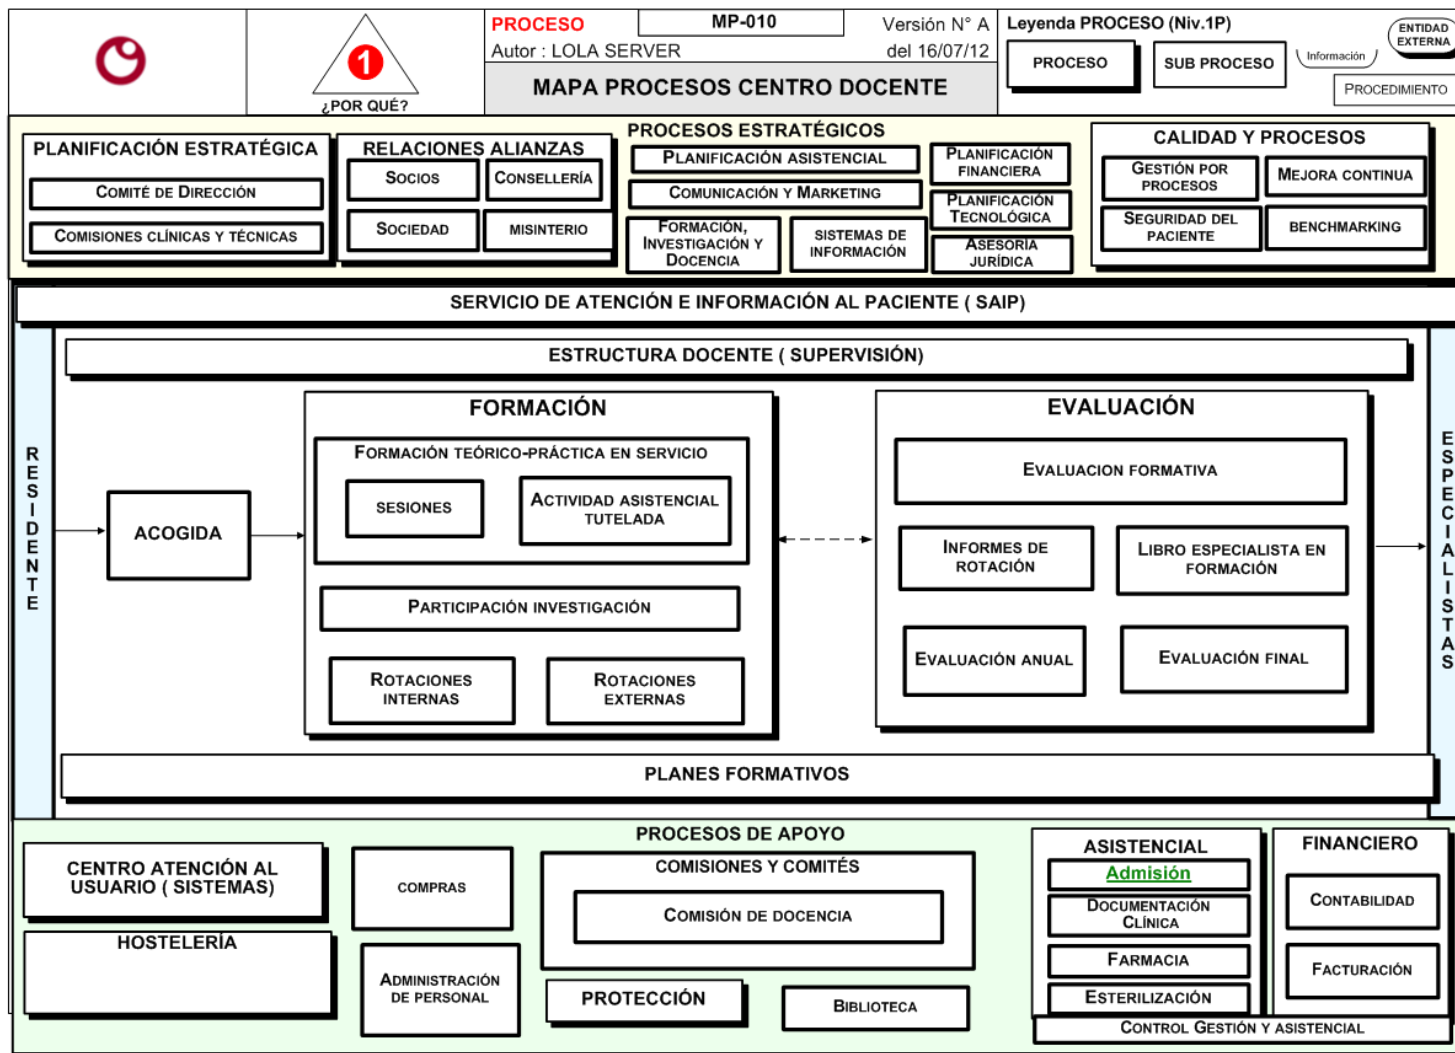 1
¿POR QUÉ?
PROCESO
MP-010
Versión N° A
Autor : LOLA SERVER
del 16/07/12
MAPA PROCESOS CENTRO DOCENTE
Leyenda PROCESO (Niv.1P)
PROCESO
SUB PROCESO
Información
ENTIDAD
EXTERNA
PROCEDIMIENTO
PROCESOS ESTRATÉGICOS
PLANIFICACIÓN ESTRATÉGICA
COMITÉ DE DIRECCIÓN
COMISIONES CLÍNICAS Y TÉCNICAS
RELACIONES ALIANZAS
SOCIOS
CONSELLERÍA
SOCIEDAD
MISINTERIO
PLANIFICACIÓN ASISTENCIAL
COMUNICACIÓN Y MARKETING
FORMACIÓN,
INVESTIGACIÓN Y
DOCENCIA
SISTEMAS DE
INFORMACIÓN
PLANIFICACIÓN
FINANCIERA
PLANIFICACIÓN
TECNOLÓGICA
ASESORÍA
JURÍDICA
CALIDAD Y PROCESOS
GESTIÓN POR
PROCESOS
MEJORA CONTINUA
SEGURIDAD DEL
PACIENTE
BENCHMARKING
SERVICIO DE ATENCIÓN E INFORMACIÓN AL PACIENTE ( SAIP)
ESTRUCTURA DOCENTE ( SUPERVISIÓN)
RESIDENTE
ACOGIDA
FORMACIÓN
FORMACIÓN TEÓRICO-PRÁCTICA EN SERVICIO
SESIONES
ACTIVIDAD ASISTENCIAL
TUTELADA
PARTICIPACIÓN INVESTIGACIÓN
ROTACIONES
INTERNAS
ROTACIONES
EXTERNAS
EVALUACIÓN
EVALUACION FORMATIVA
INFORMES DE
ROTACIÓN
LIBRO ESPECIALISTA EN
FORMACIÓN
EVALUACIÓN ANUAL
EVALUACIÓN FINAL
ESPECIALISTAS
PLANES FORMATIVOS
PROCESOS DE APOYO
CENTRO ATENCIÓN AL
USUARIO ( SISTEMAS)
HOSTELERÍA
COMPRAS
ADMINISTRACIÓN
DE PERSONAL
COMISIONES Y COMITÉS
COMISIÓN DE DOCENCIA
PROTECCIÓN
BIBLIOTECA
ASISTENCIAL
Admisión
DOCUMENTACIÓN
CLÍNICA
FARMACIA
ESTERILIZACIÓN
FINANCIERO
CONTABILIDAD
FACTURACIÓN
CONTROL GESTIÓN Y ASISTENCIAL